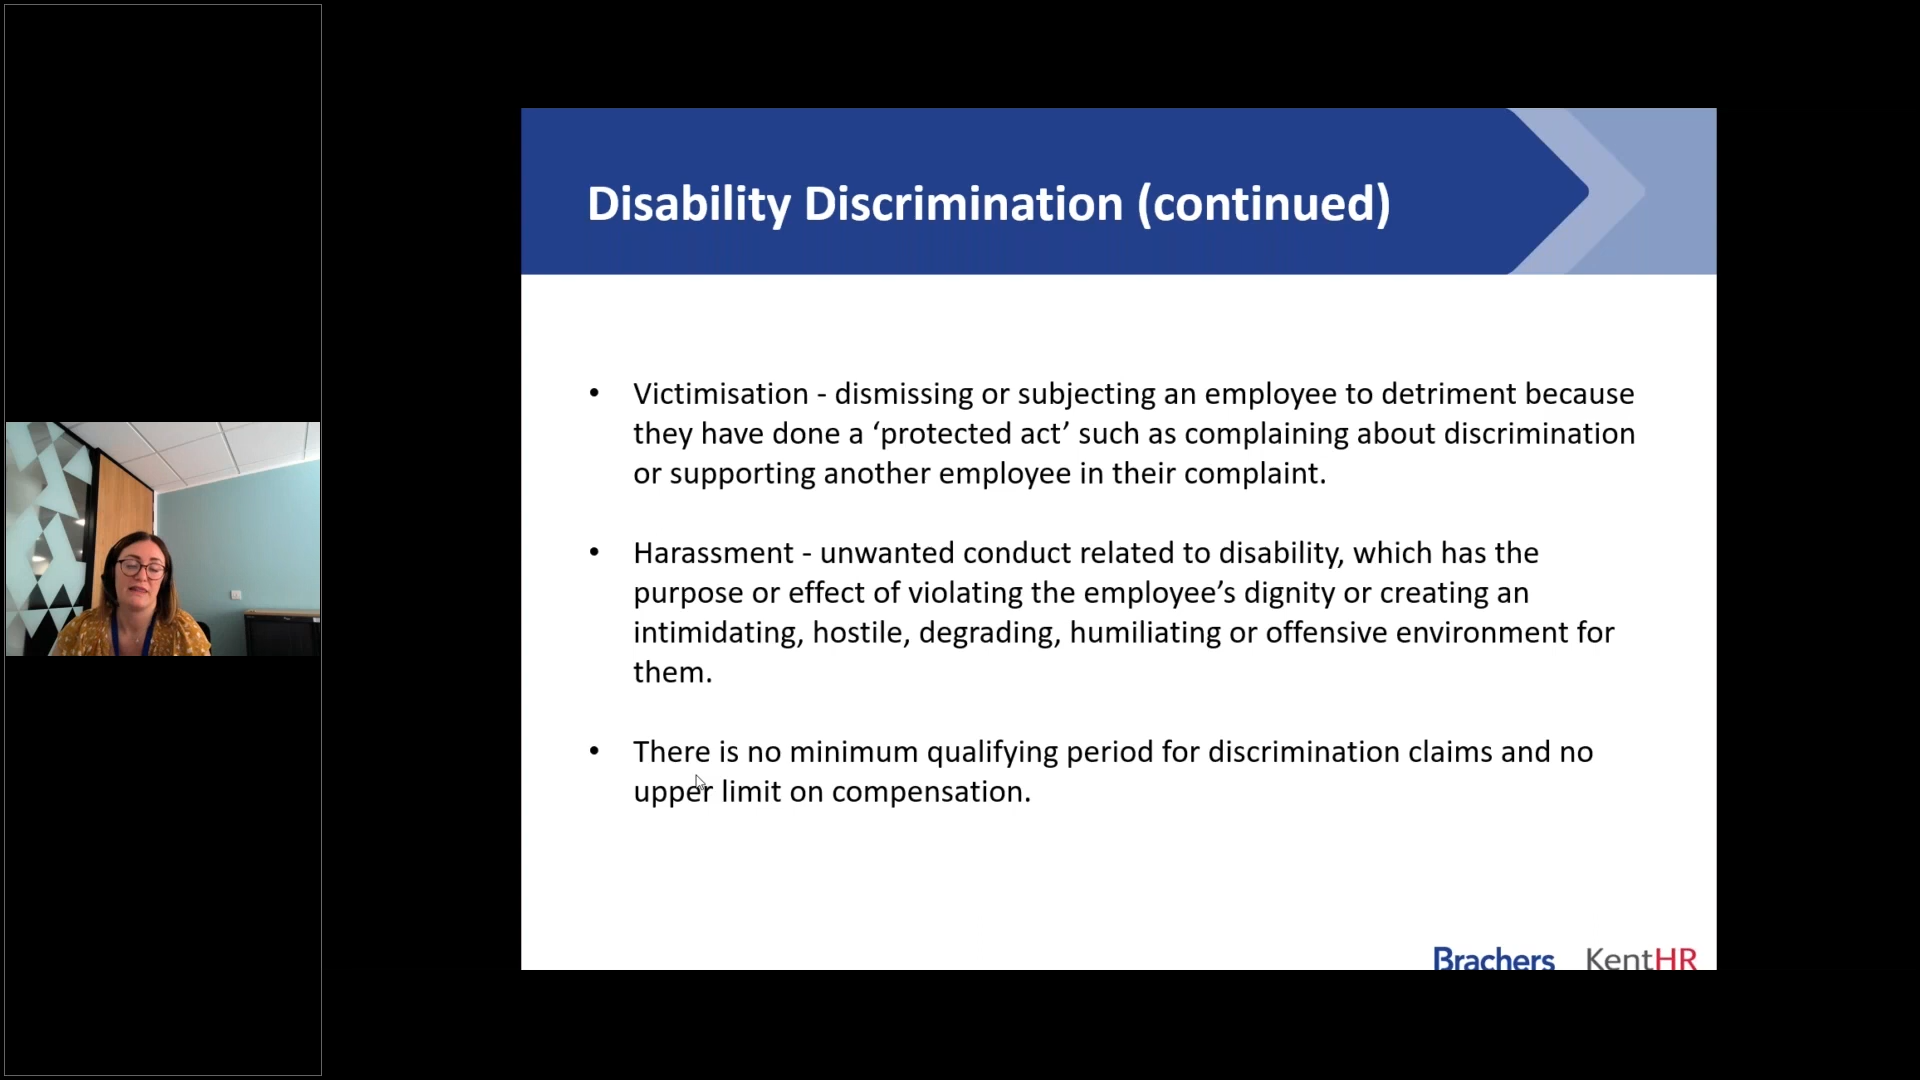 Disability Discrimination (continued)
• Victimisation - dismissing or subjecting an employee to detriment because
they have done a ‘protected act’ such as complaining about discrimination
or supporting another employee in their complaint.
• Harassment - unwanted conduct related to disability, which has the
purpose or effect of violating the employee’s dignity or creating an
intimidating, hostile, degrading, humiliating or offensive environment for
them.
• There is no minimum qualifying period for discrimination claims and no
upper limit on compensation.
Brachers KentHR